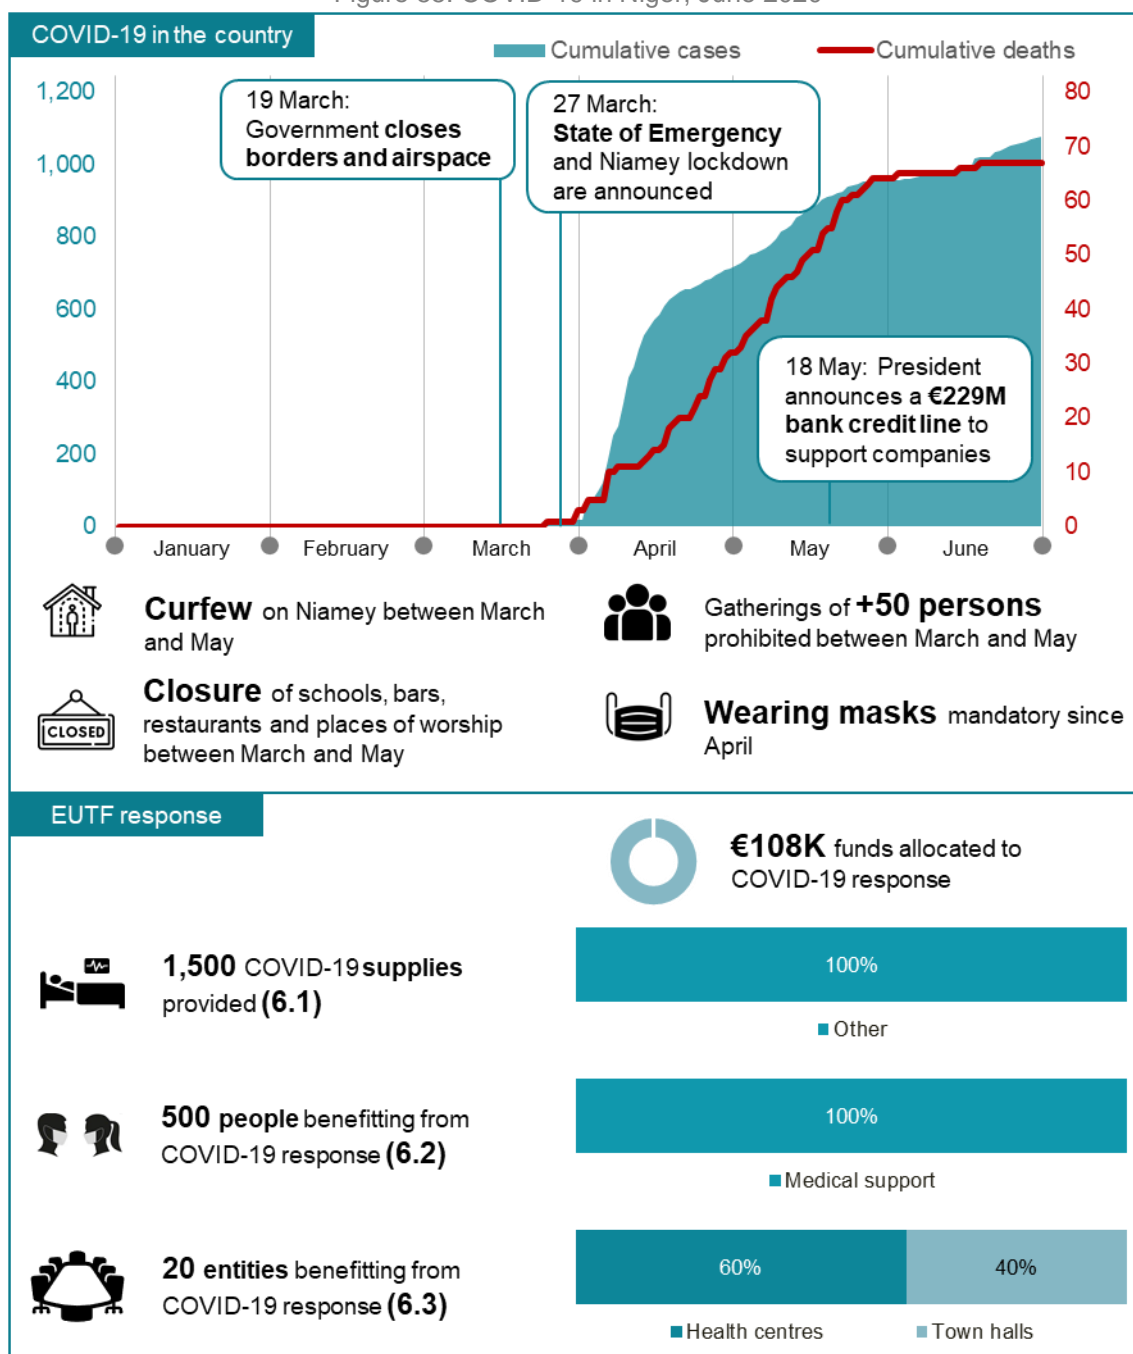 COVID-19 in the country
Cumulative cases
Cumulative deaths
1,200
1,000
800
600
400
200
0
80
70
60
50
40
30
20
10
0
19 March:
Government closes
borders and airspace
27 March:
State of Emergency
and Niamey lockdown
are announced
18 May: President
announces a €229M
bank credit line to
support companies
January
February
March
April
May
June
Curfew on Niamey between March
and May
Gatherings of +50 persons
prohibited between March and May
Closure of schools, bars,
restaurants and places of worship
between March and May
CLOSED
Wearing masks mandatory since
April
EUTF response
€108K funds allocated to
COVID-19 response
1,500 COVID-19 supplies
provided (6.1)
100%
Other
500 people benefitting from
COVID-19 response (6.2)
100%
Medical support
20 entities benefitting from
COVID-19 response (6.3)
60%
40%
Health centres
Town halls